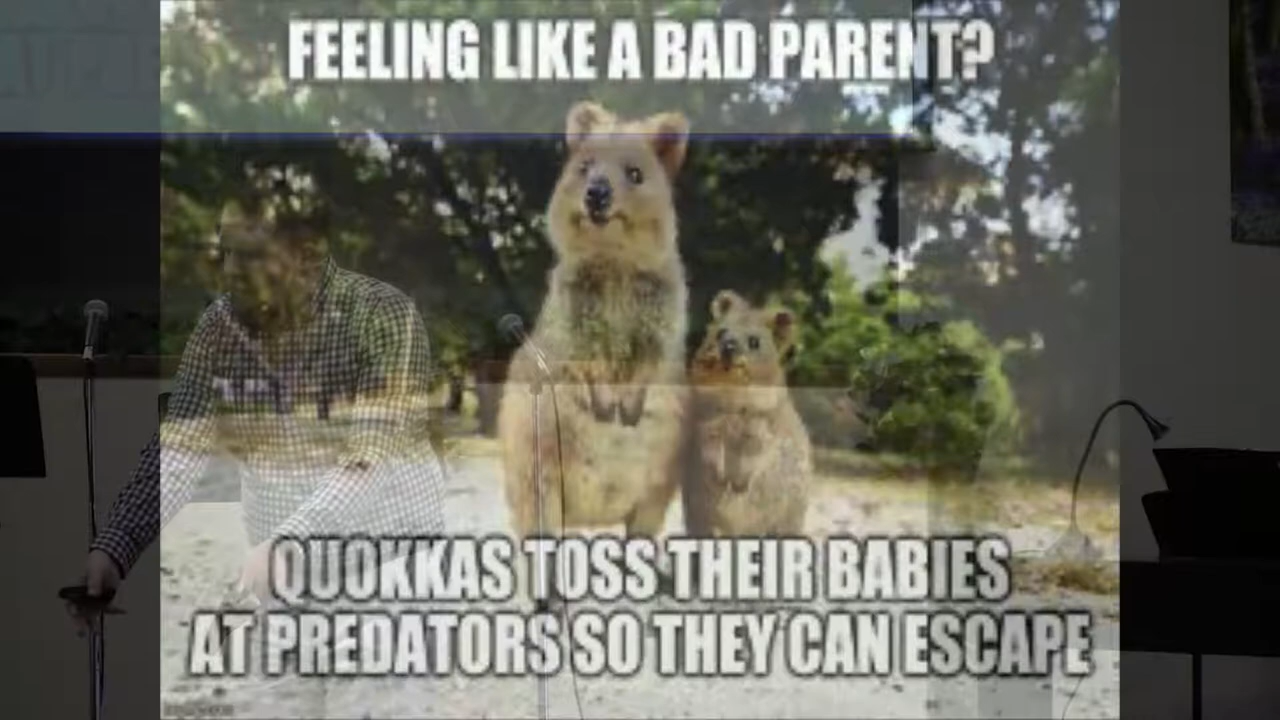 FEELING LIKE A BAD PARENT?
QUOKKAS TOSS THEIR BABIES
AT PREDATORS SO THEY CAN ESCAPE